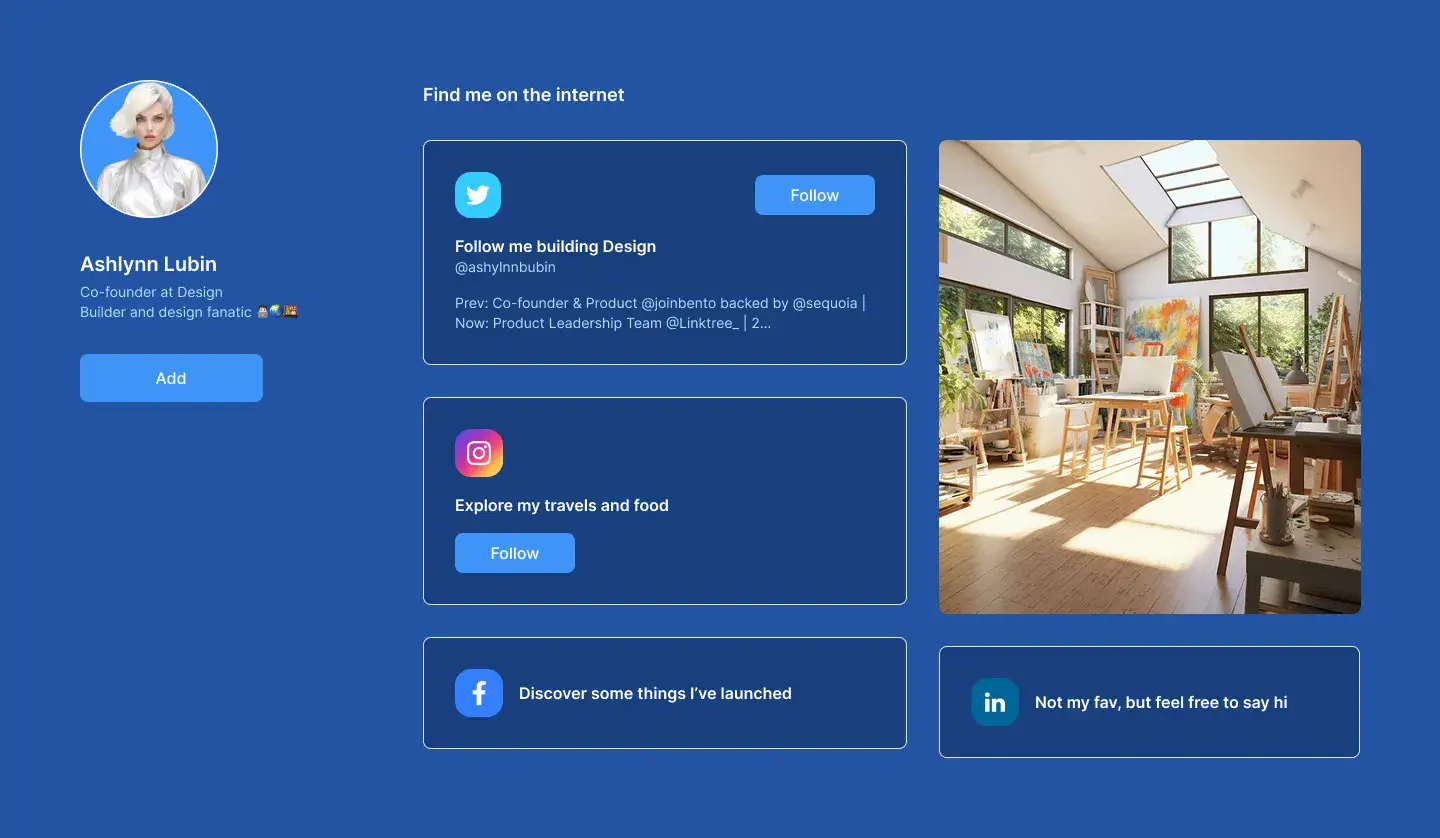 Ashlynn Lubin
Co-founder at Design
Builder and design fanatic
Add
Find me on the internet
Follow
Follow me building Design
@ashylnnbubin
Prev: Co-founder & Product @joinbento backed by @sequoia |
Now: Product Leadership Team @Linktree_ | 2...
Explore my travels and food
Follow
Discover some things I’ve launched
in
Not my fav, but feel free to say hi